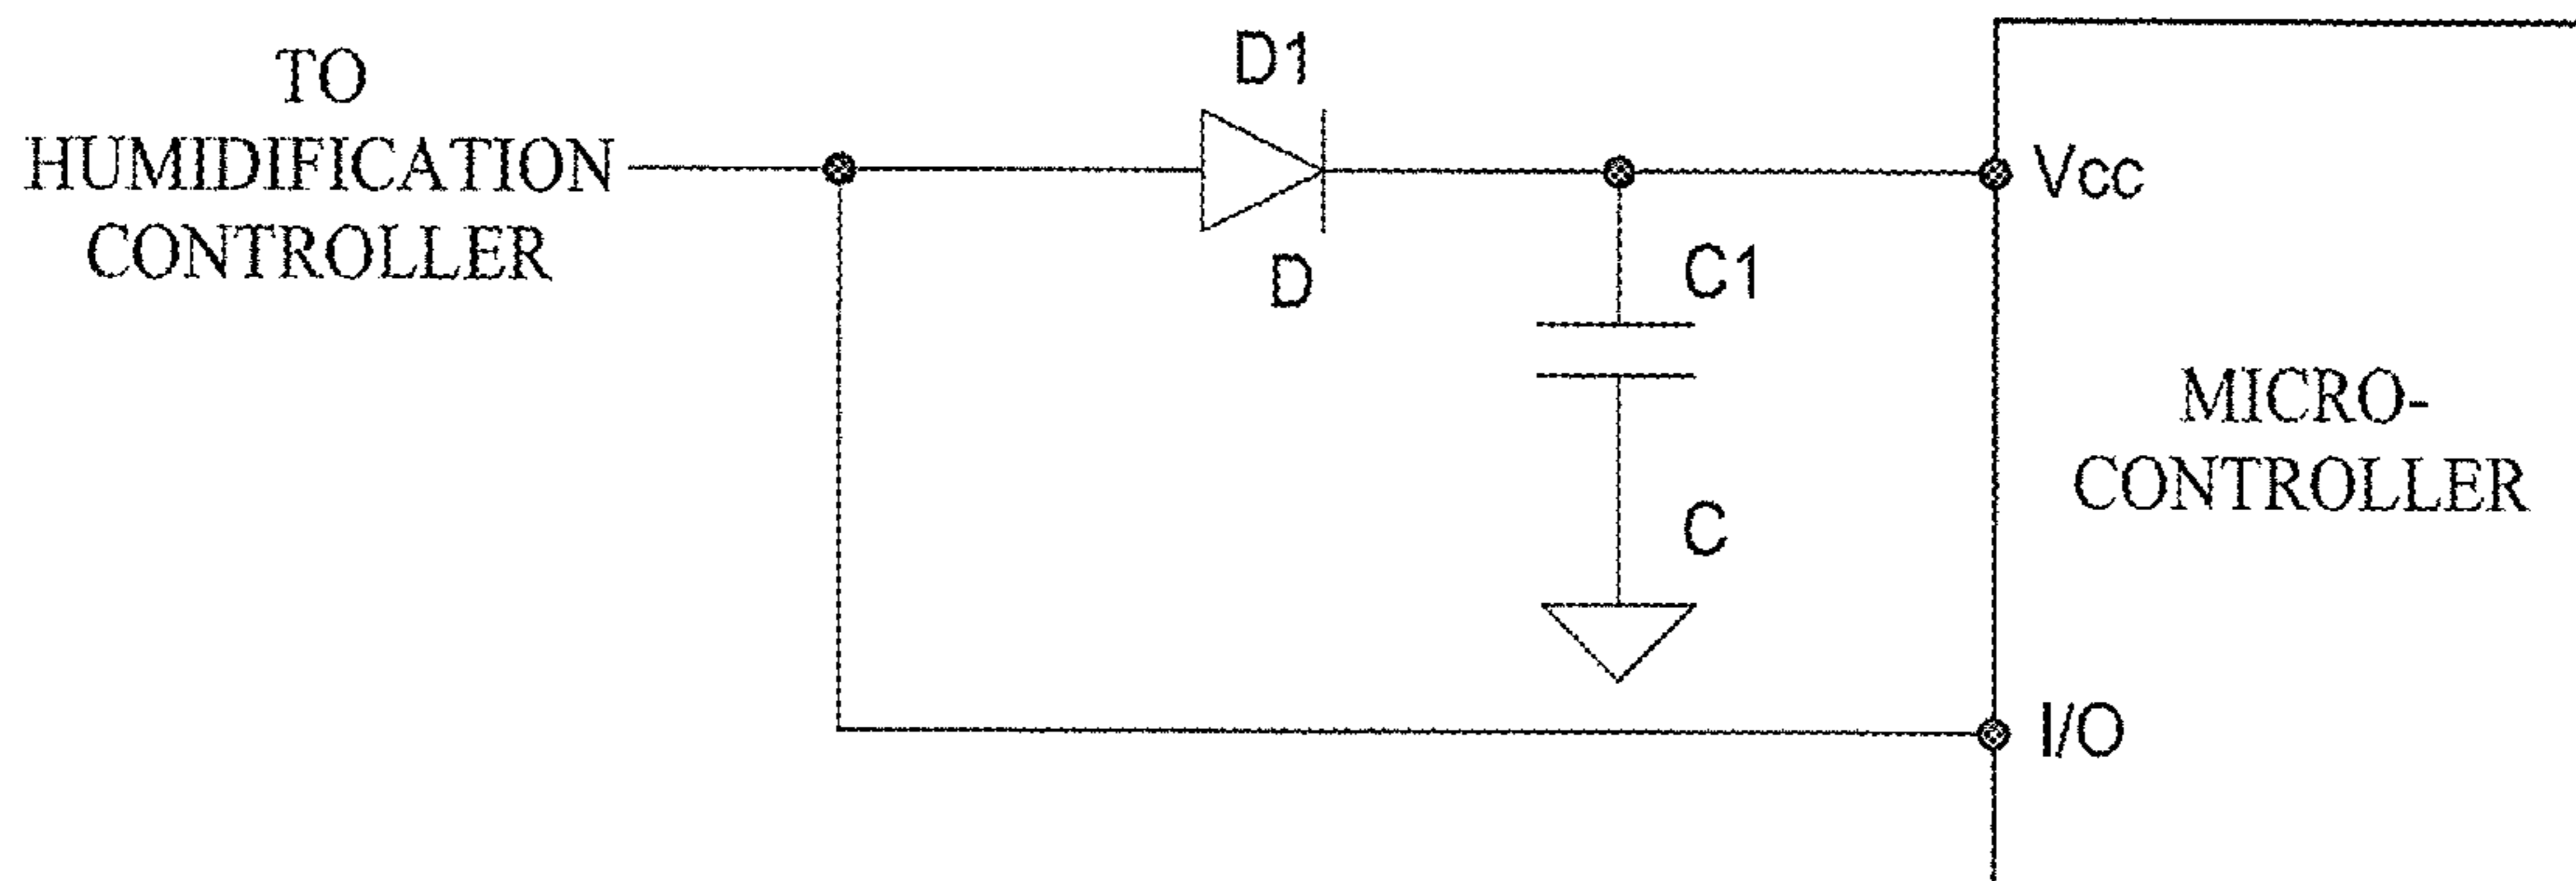 TO
HUMIDIFICATION
CONTROLLER
D1
D
C1
C
Vcc
MICRO-
CONTROLLER
I/O